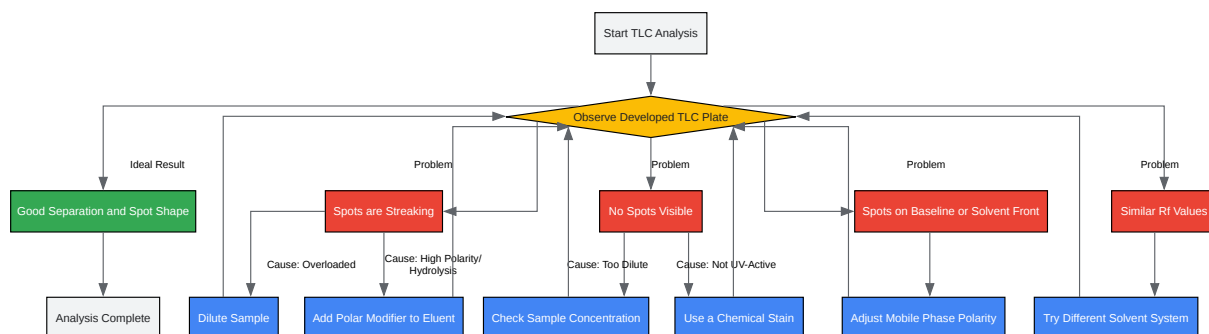 Start TLC Analysis
Observe Developed TLC Plate
Ideal Result
Problem
Problem
Problem
Problem
Good Separation and Spot Shape
Spots are Streaking
No Spots Visible
Spots on Baseline or Solvent Front
Similar Rf Values
Cause: Overloaded
Cause: High Polarity/
Hydrolysis
Cause: Too Dilute
Cause: Not UV-Active
Analysis Complete
Dilute Sample
Add Polar Modifier to Eluent
Check Sample Concentration
Use a Chemical Stain
Adjust Mobile Phase Polarity
Try Different Solvent System